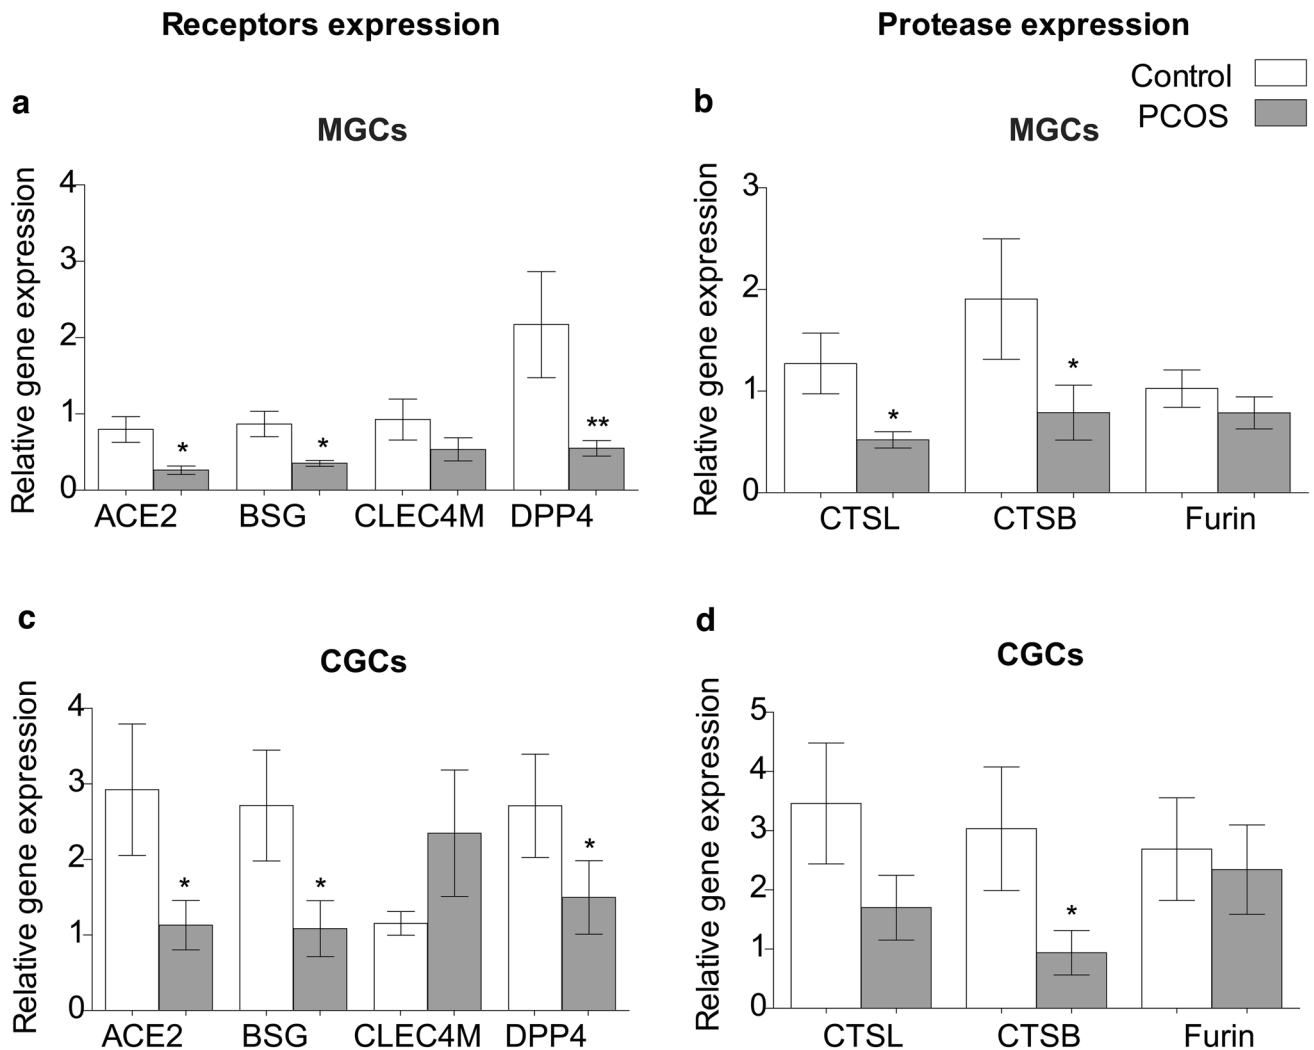 Receptors expression
Protease expression
Control
PCOS
a
MGCs
Relative gene expression
4
3
2
1
0
*
*
**
ACE2 BSG CLEC4M DPP4
b
MGCs
Relative gene expression
3
2
1
0
*
*
CTSL CTSB Furin
c
CGCs
Relative gene expression
4
3
2
1
0
*
*
*
ACE2 BSG CLEC4M DPP4
d
CGCs
Relative gene expression
5
4
3
2
1
0
*
CTSL CTSB Furin